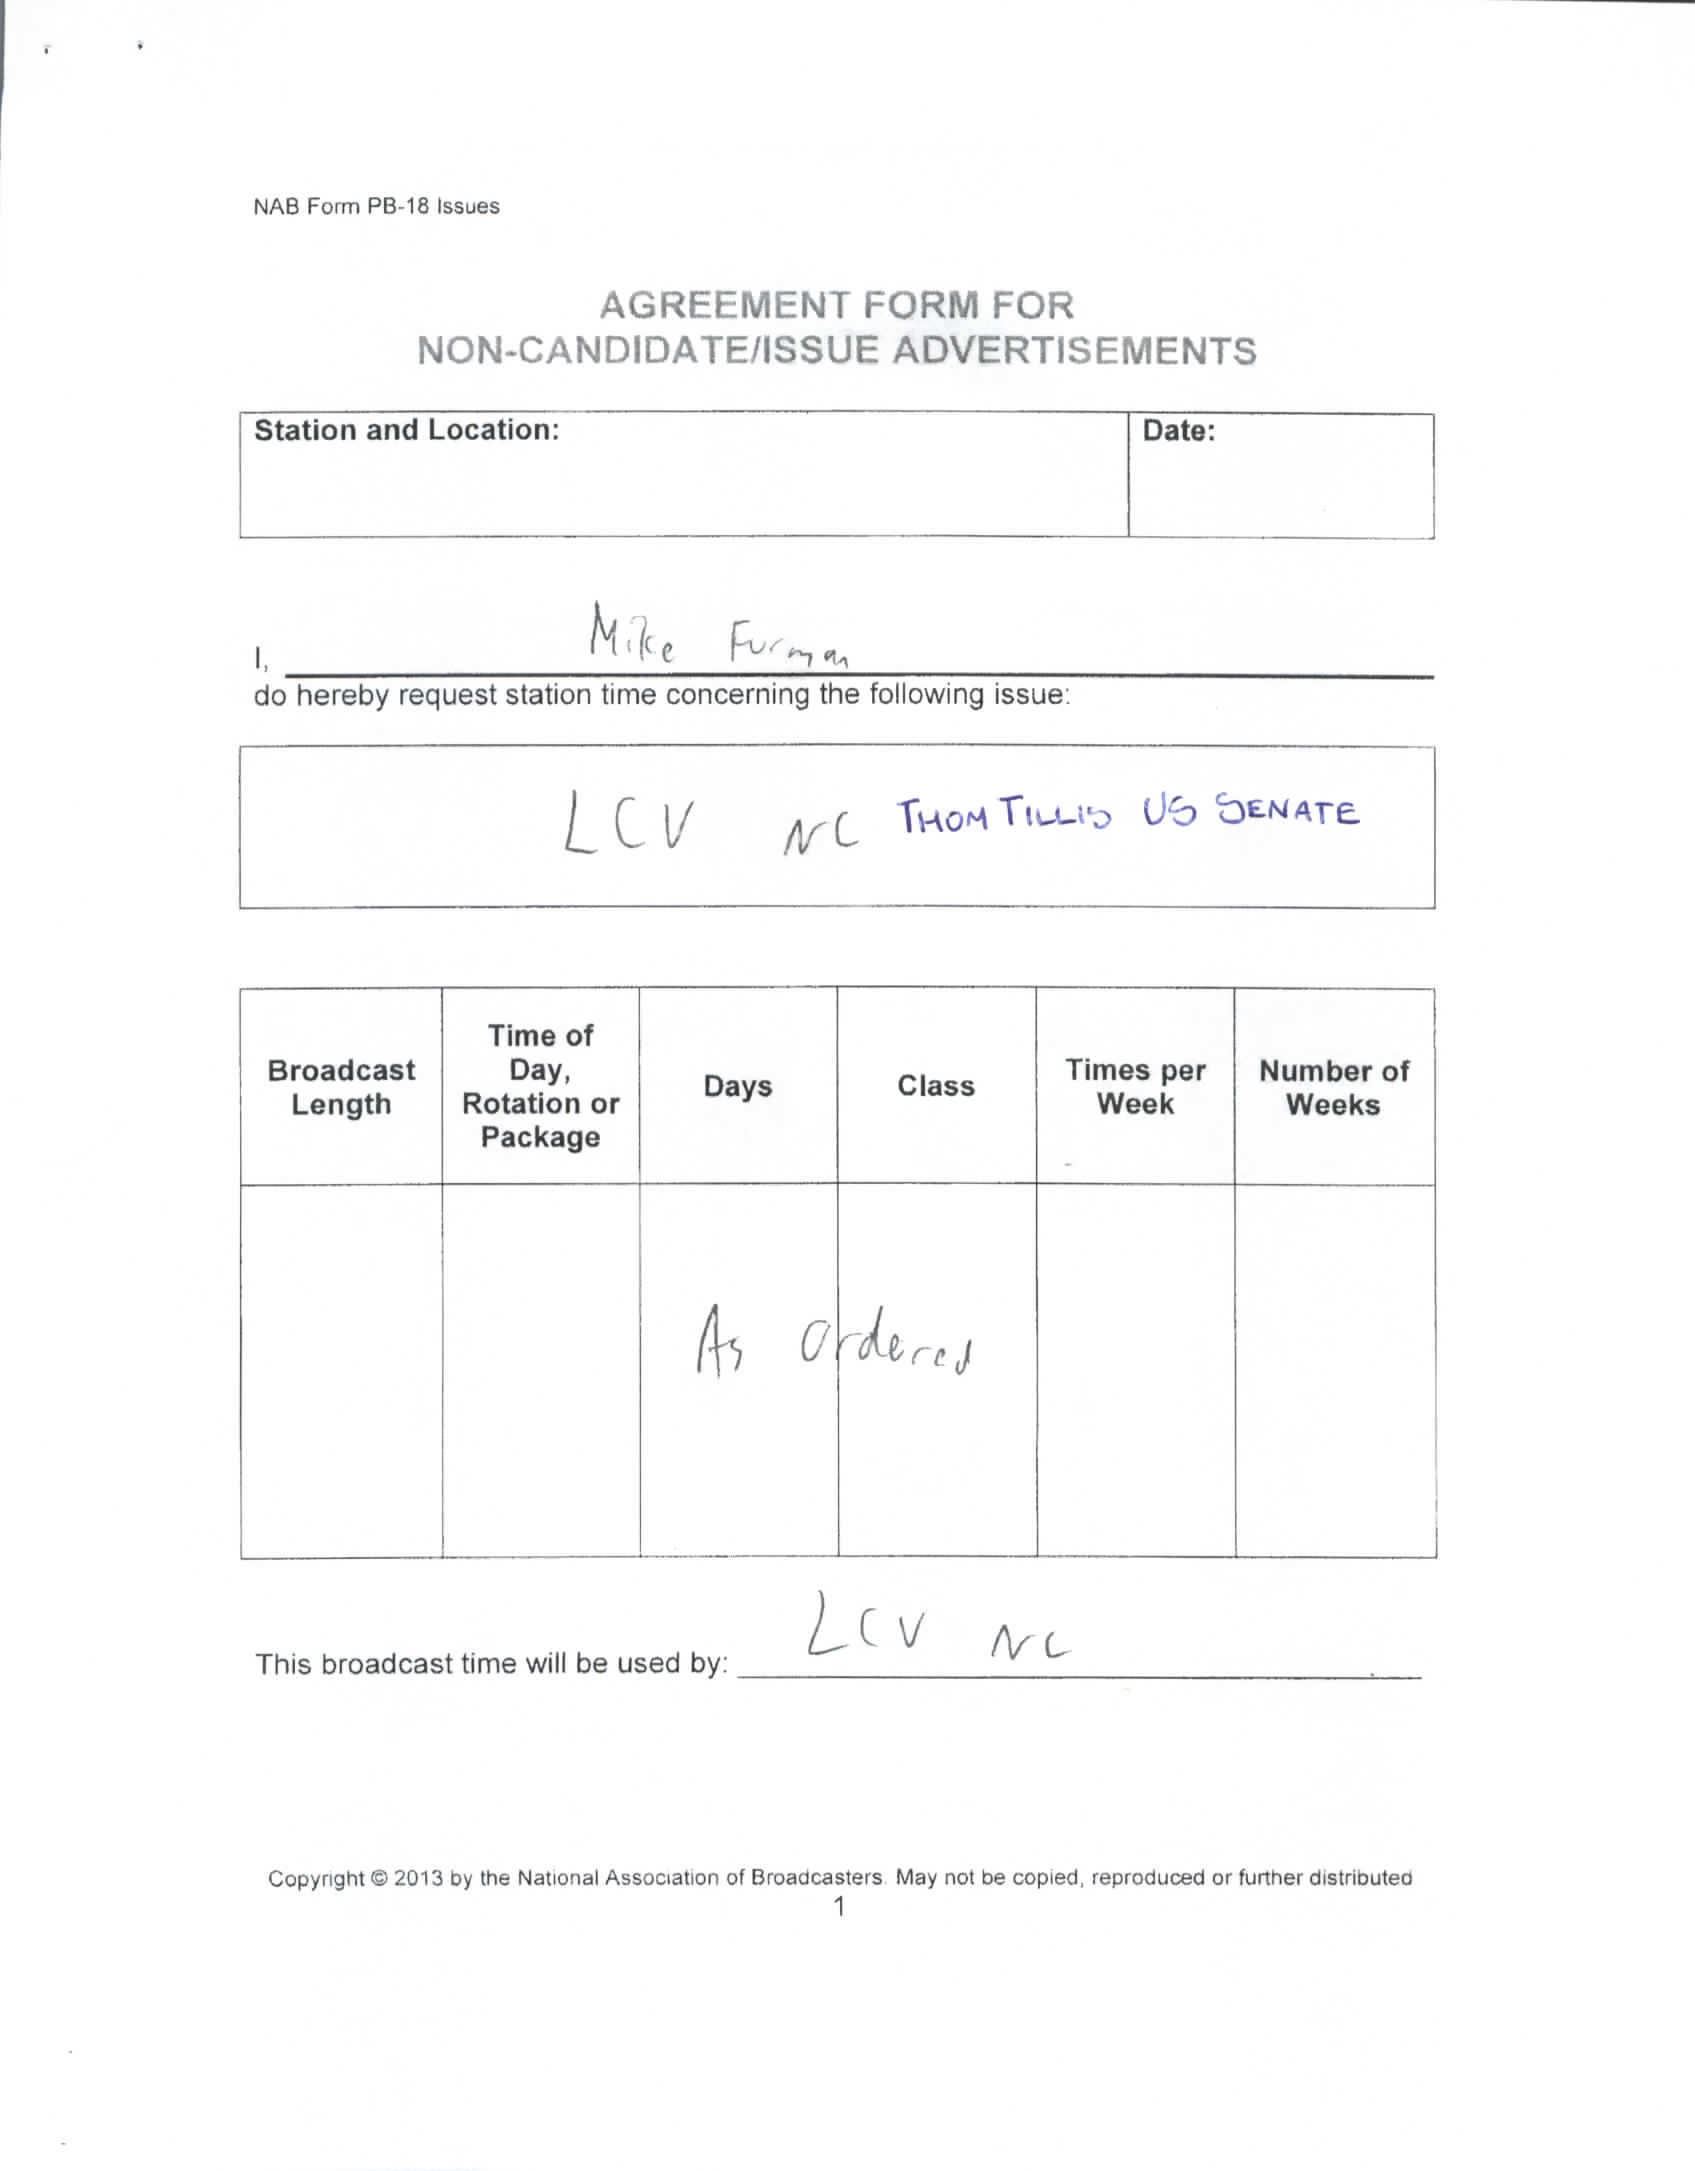 NAB Form PB-18 Issues
AGREEMENT FORM FOR
NON-CANDIDATE/ISSUE ADVERTISEMENTS
Station and Location:
Date:
Mike Furman
I,
do hereby request station time concerning the following issue:
LCV NC THOM TILLIS US SENATE
Broadcast Length
Time of Day, Rotation or Package
Days
Class
Times per Week
Number of Weeks
As Ordered
LCV NC
This broadcast time will be used by:
Copyright © 2013 by the National Association of Broadcasters. May not be copied, reproduced or further distributed
1